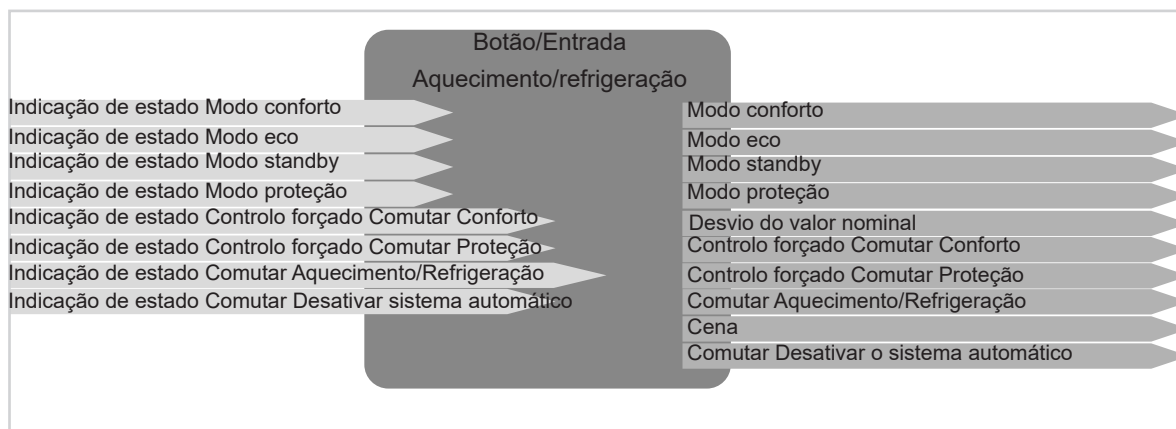 Botão/Entrada
Aquecimento/refrigeração
Indicação de estado Modo conforto
Indicação de estado Modo eco
Indicação de estado Modo standby
Indicação de estado Modo proteção
Indicação de estado Controlo forçado Comutar Conforto
Indicação de estado Controlo forçado Comutar Proteção
Indicação de estado Comutar Aquecimento/Refrigeração
Indicação de estado Comutar Desativar sistema automático
Modo conforto
Modo eco
Modo standby
Modo proteção
Desvio do valor nominal
Controlo forçado Comutar Conforto
Controlo forçado Comutar Proteção
Comutar Aquecimento/Refrigeração
Cena
Comutar Desativar o sistema automático